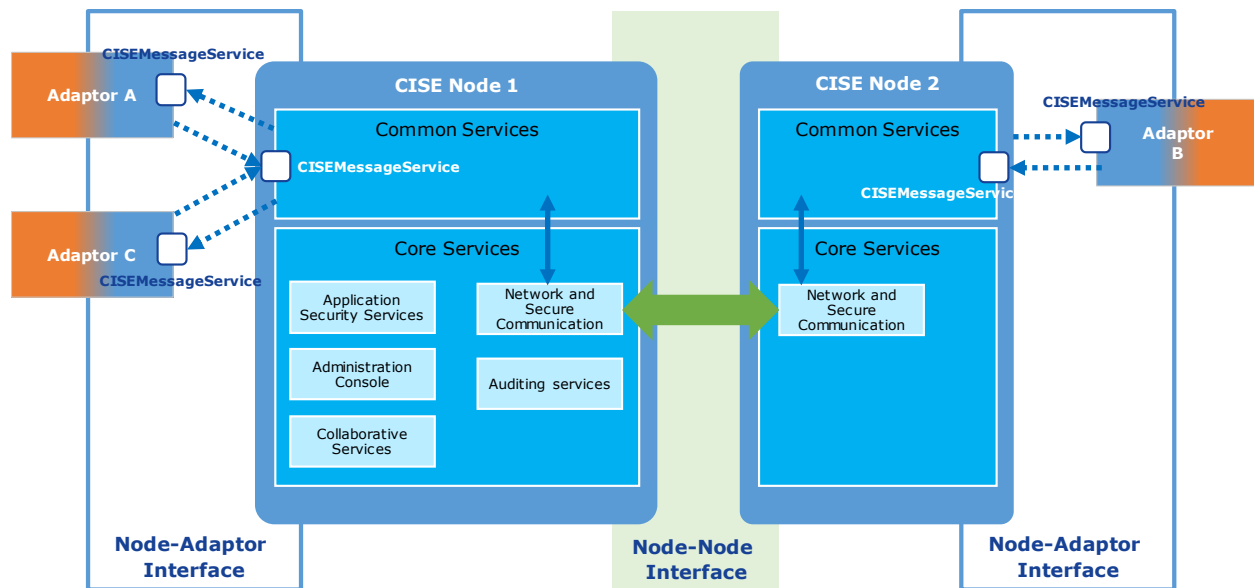 CISEMessageService
Adaptor A
CISE Node 1
Common Services
CISEMessageService
Adaptor C
CISEMessageService
Core Services
Application
Security Services
Network and
Secure
Communication
Administration
Console
Auditing services
Collaborative
Services
CISE Node 2
Common Services
CISEMessageService
Adaptor
B
CISEMessageServic
Core Services
Network and
Secure
Communication
Node-Adaptor
Interface
Node-Node
Interface
Node-Adaptor
Interface